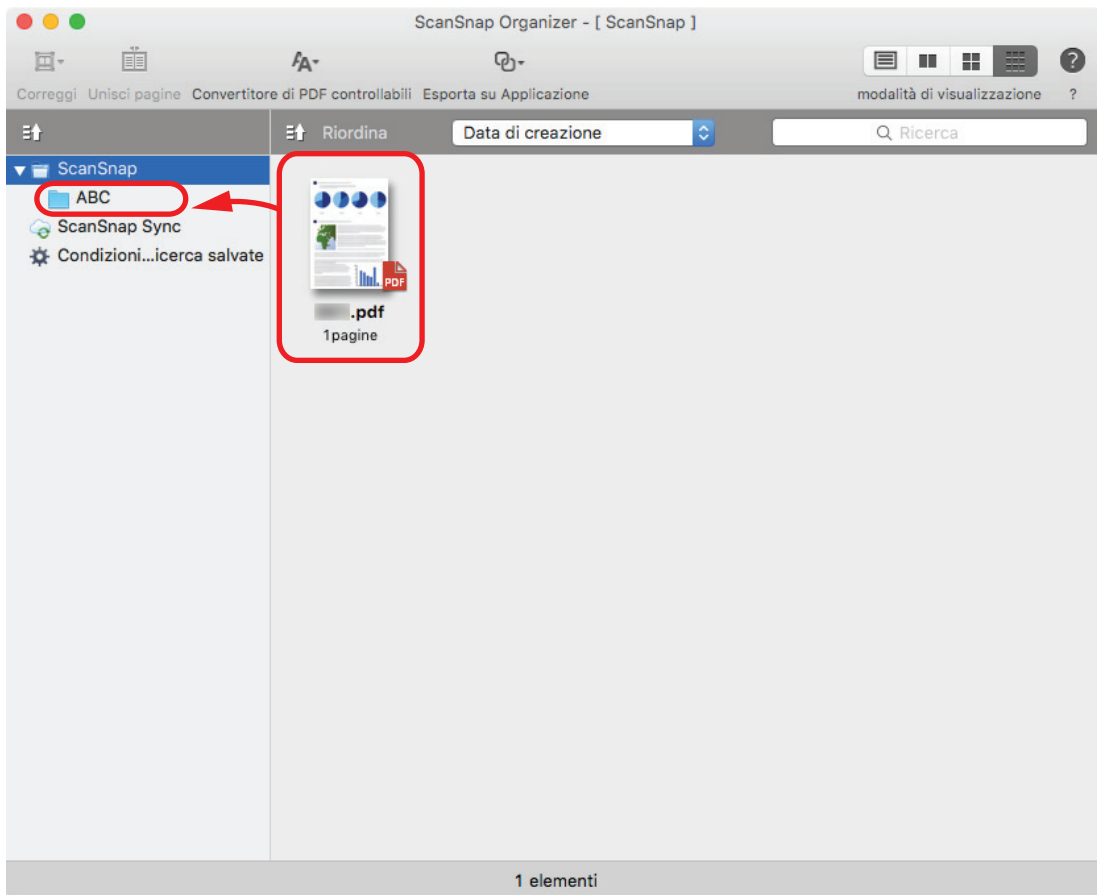 ScanSnap Organizer - [ ScanSnap ]
Correggi Unisci pagine Convertitore di PDF controllabili Esporta su Applicazione modalità di visualizzazione ?
Riordina Data di creazione Ricerca
ScanSnap
ABC
ScanSnap Sync
Condizioni...icerca salvate
PDF
.pdf
1pagine
1 elementi